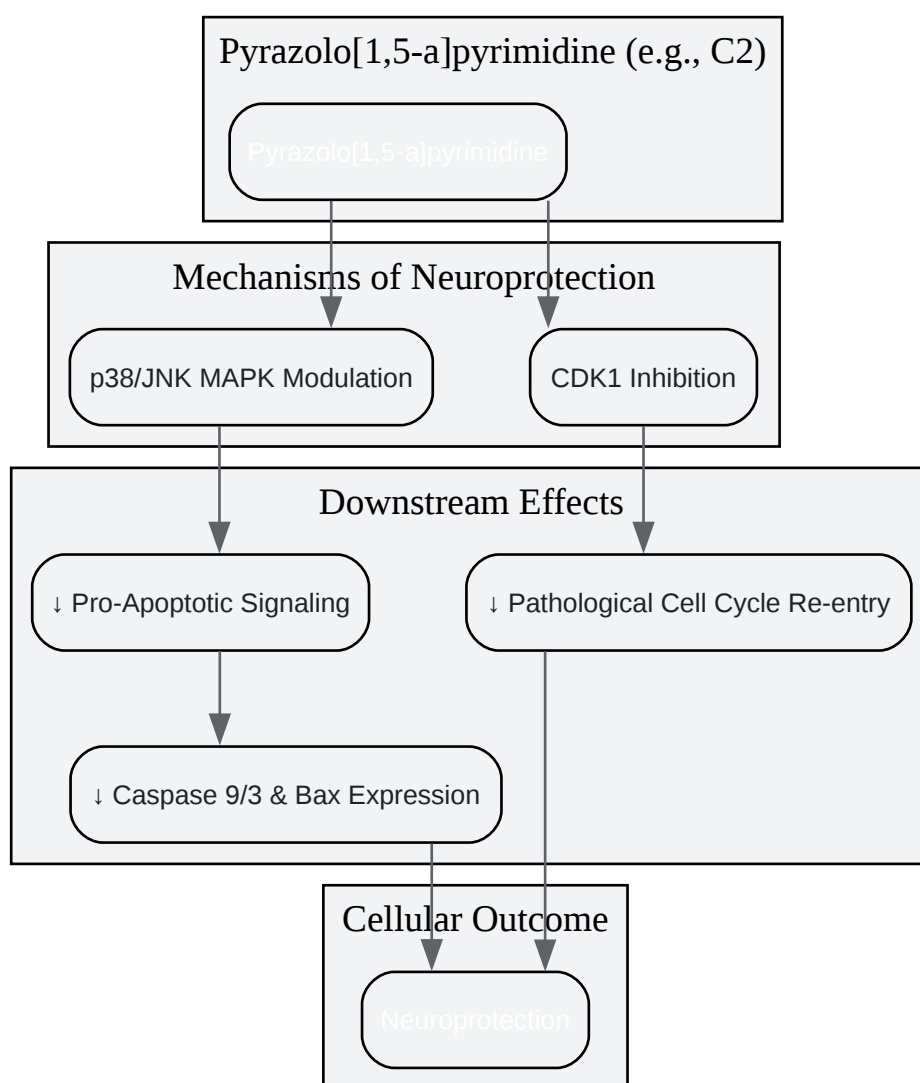 Pyrazolo[1,5-a]pyrimidine (e.g., C2)
Pyrazolo[1,5-a]pyrimidine
Mechanisms of Neuroprotection
p38/JNK MAPK Modulation
CDK1 Inhibition
Downstream Effects
↓ Pro-Apoptotic Signaling
↓ Pathological Cell Cycle Re-entry
↓ Caspase 9/3 & Bax Expression
Cellular Outcome
Neuroprotection